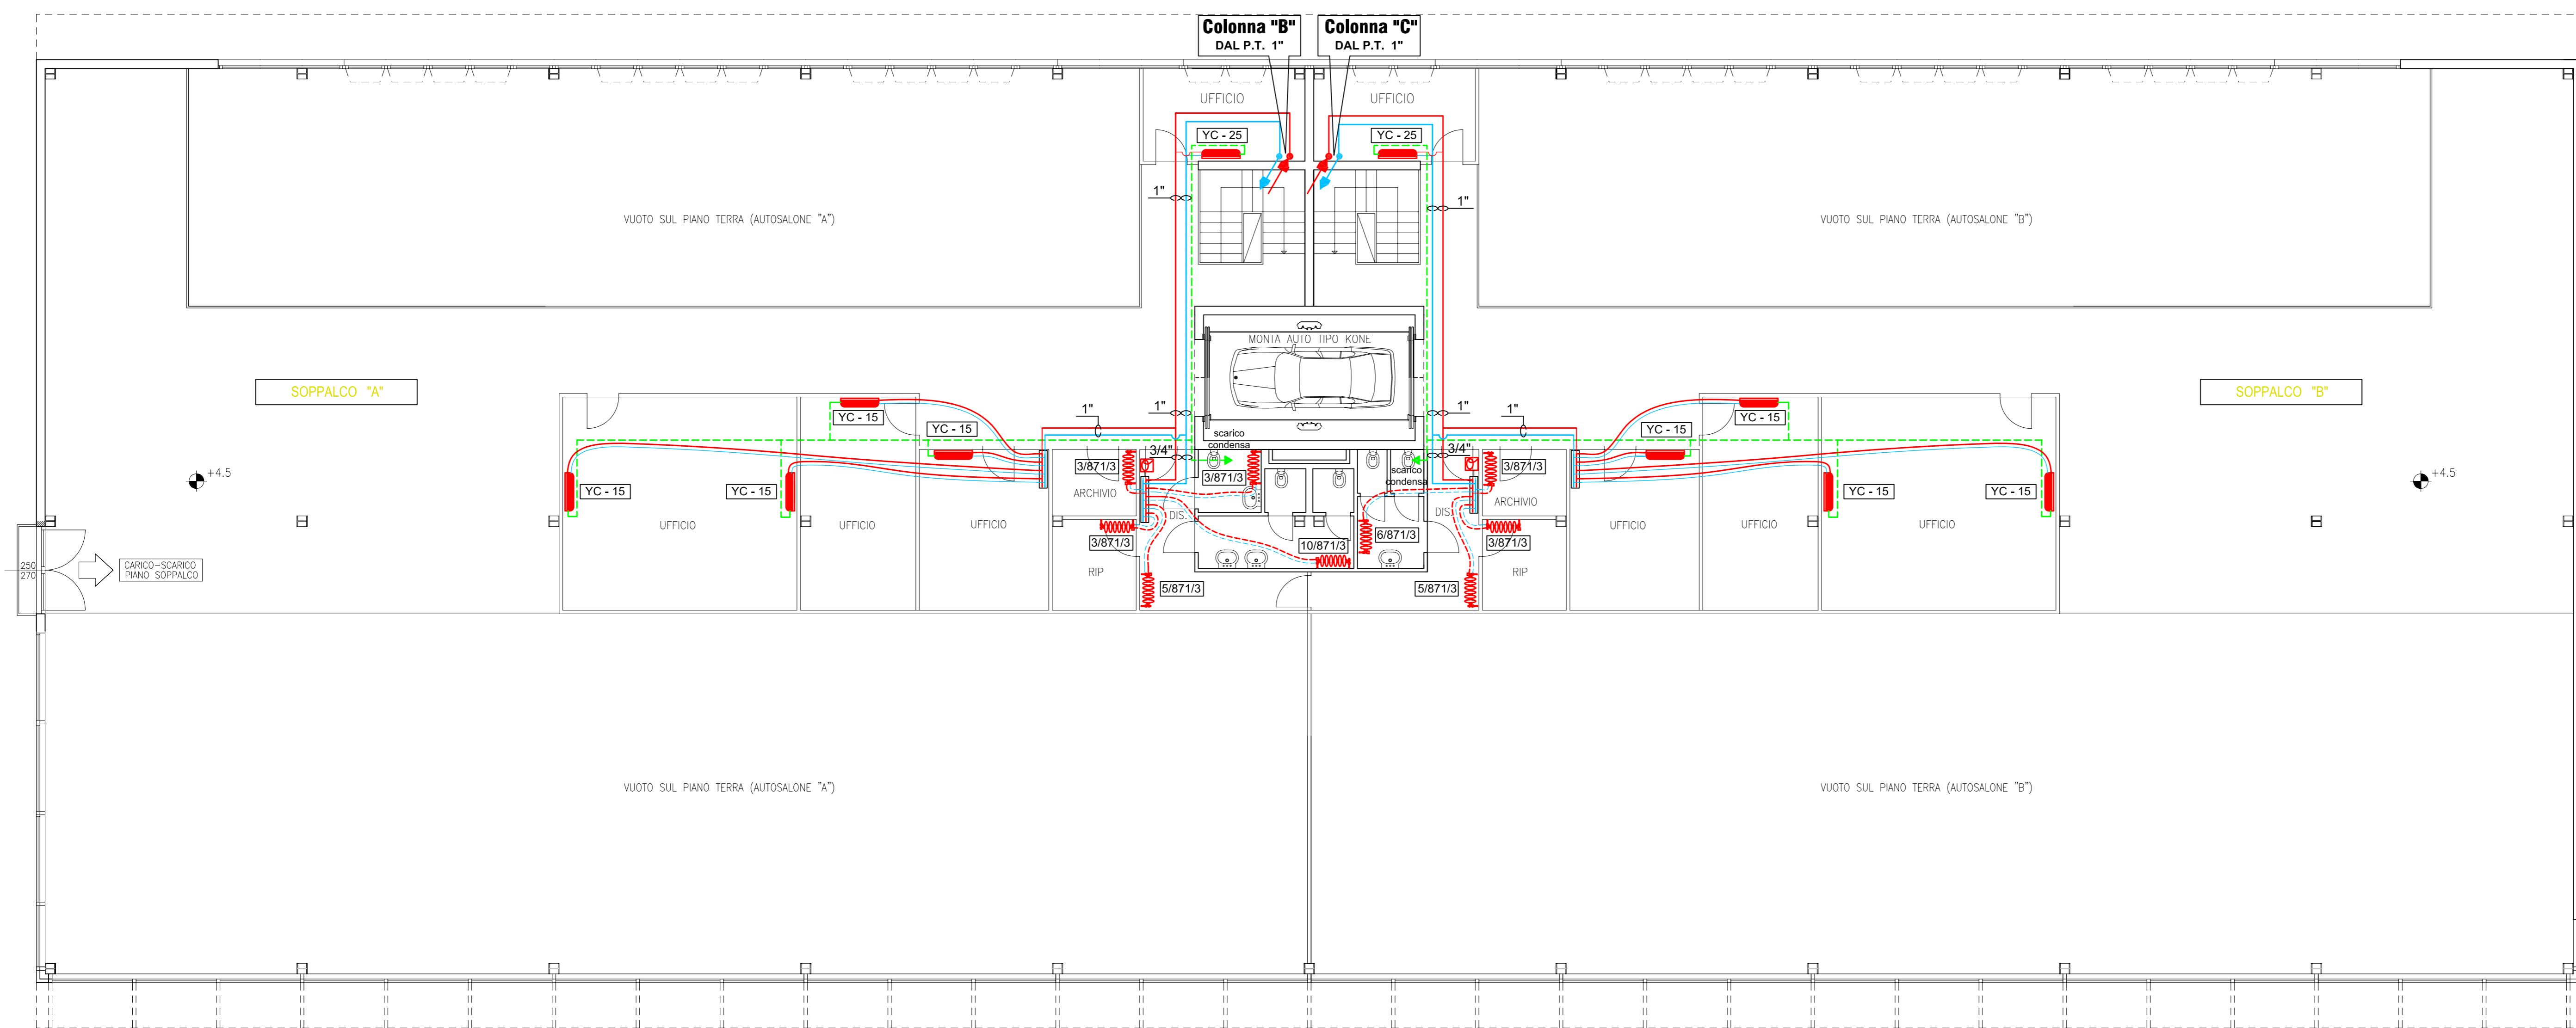 Colonna "B"
DAL P.T. 1"
Colonna "C"
DAL P.T. 1"
UFFICIO
UFFICIO
YC - 25
YC - 25
1"
1"
VUOTO SUL PIANO TERRA (AUTOSALONE "A")
VUOTO SUL PIANO TERRA (AUTOSALONE "B")
MONTA AUTO TIPO KONE
SOPPALCO "A"
SOPPALCO "B"
YC - 15
1"
1"
1"
1"
YC - 15
YC - 15
YC - 15
scarico
condensa
3/4"
3/4"
3/871/3
3/871/3
scarico
condensa
3/871/3
+4.5
+4.5
YC - 15
YC - 15
YC - 15
YC - 15
ARCHIVIO
ARCHIVIO
DIS.
DIS.
UFFICIO
UFFICIO
UFFICIO
UFFICIO
UFFICIO
UFFICIO
3/871/3
10/871/3
6/871/3
3/871/3
250
270
CARICO-SCARICO
PIANO SOPPALCO
RIP
RIP
5/871/3
5/871/3
VUOTO SUL PIANO TERRA (AUTOSALONE "A")
VUOTO SUL PIANO TERRA (AUTOSALONE "B")